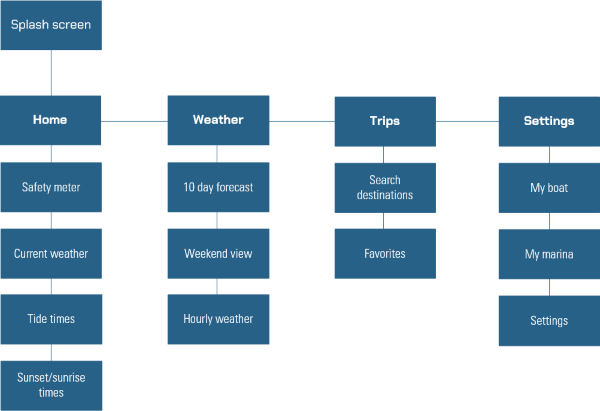 Splash screen
Home
Weather
Trips
Settings
Safety meter
10 day forecast
Search
destinations
My boat
Current weather
Weekend view
Favorites
My marina
Tide times
Hourly weather
Settings
Sunset/sunrise
times